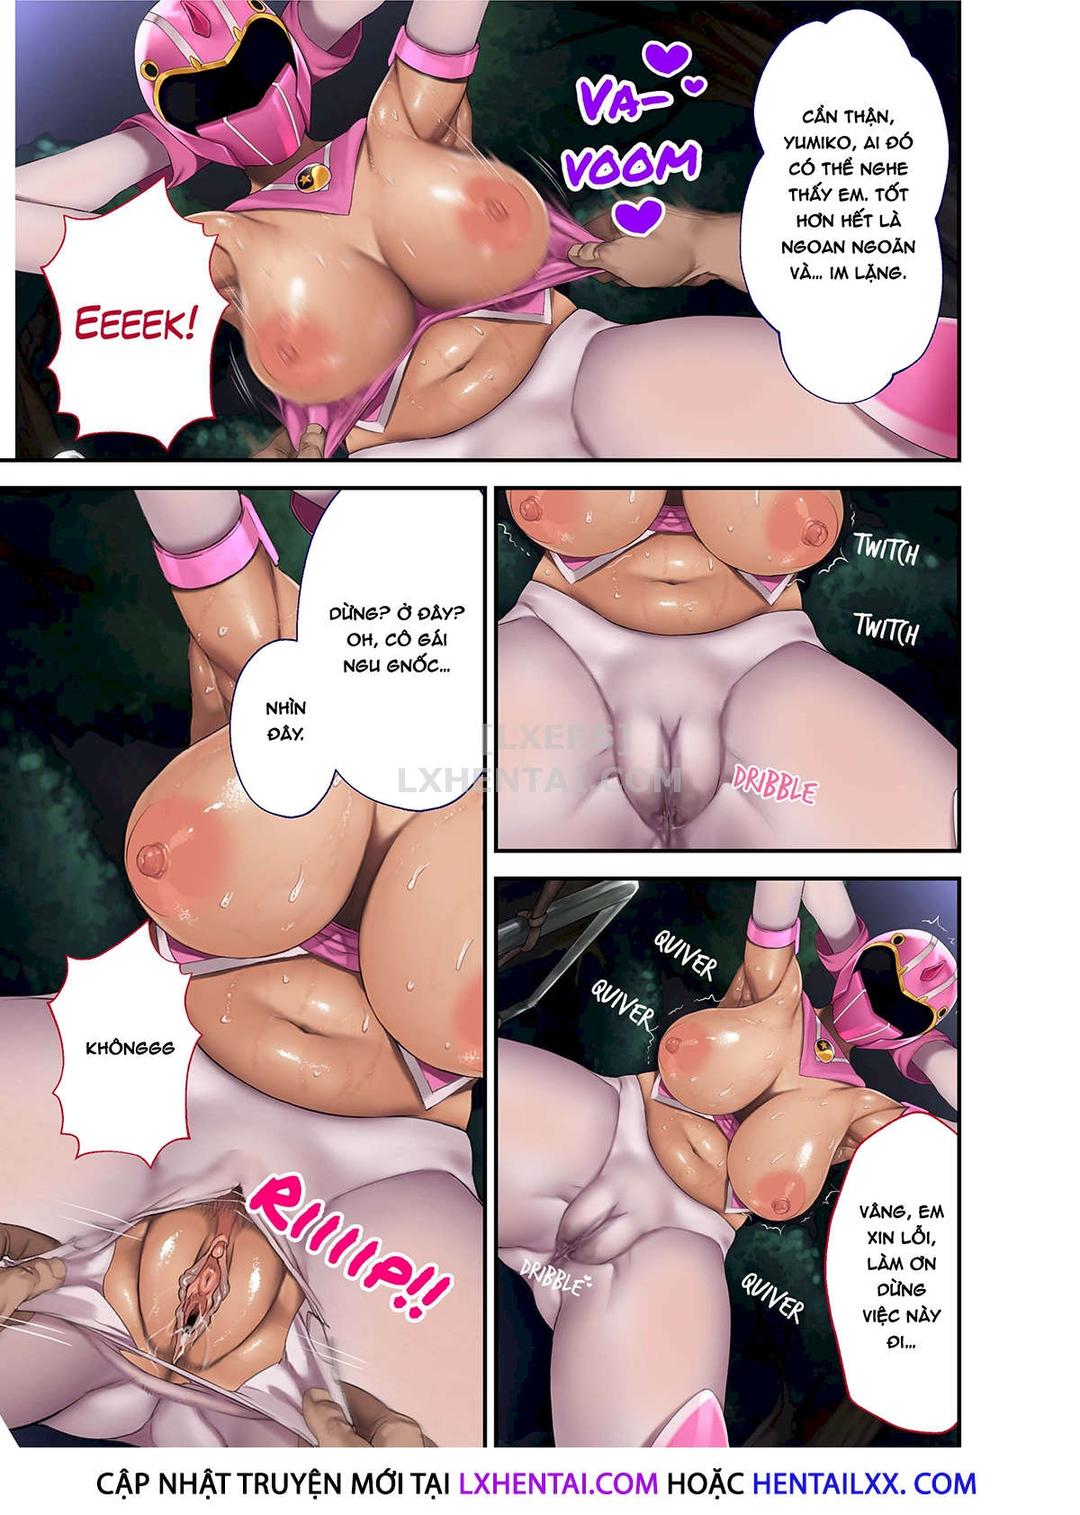 VA-
VOOM
CẨN THẬN,
YUMIKO, AI ĐÓ
CÓ THỂ NGHE
THẤY EM. TỐT
HƠN HẾT LÀ
NGOAN NGOÃN
VÀ... IM LẶNG.
EEEEK!
TWITCH
TWITCH
DRIBBLE
DỪNG? Ở ĐÂY?
OH, CÔ GÁI
NGU GNỐC...
NHÌN
ĐÂY.
[LXERS]
LXHENTAI.COM
KHÔNGGG
RIIIIP!!
QUIVER
QUIVER
DRIBBLE
QUIVER
VÂNG, EM
XIN LỖI,
LÀM ƠN
DỪNG
VIỆC NÀY
ĐI...
CẬP NHẬT TRUYỆN MỚI TẠI LXHENTAI.COM HOẶC HENTAILXX. COM